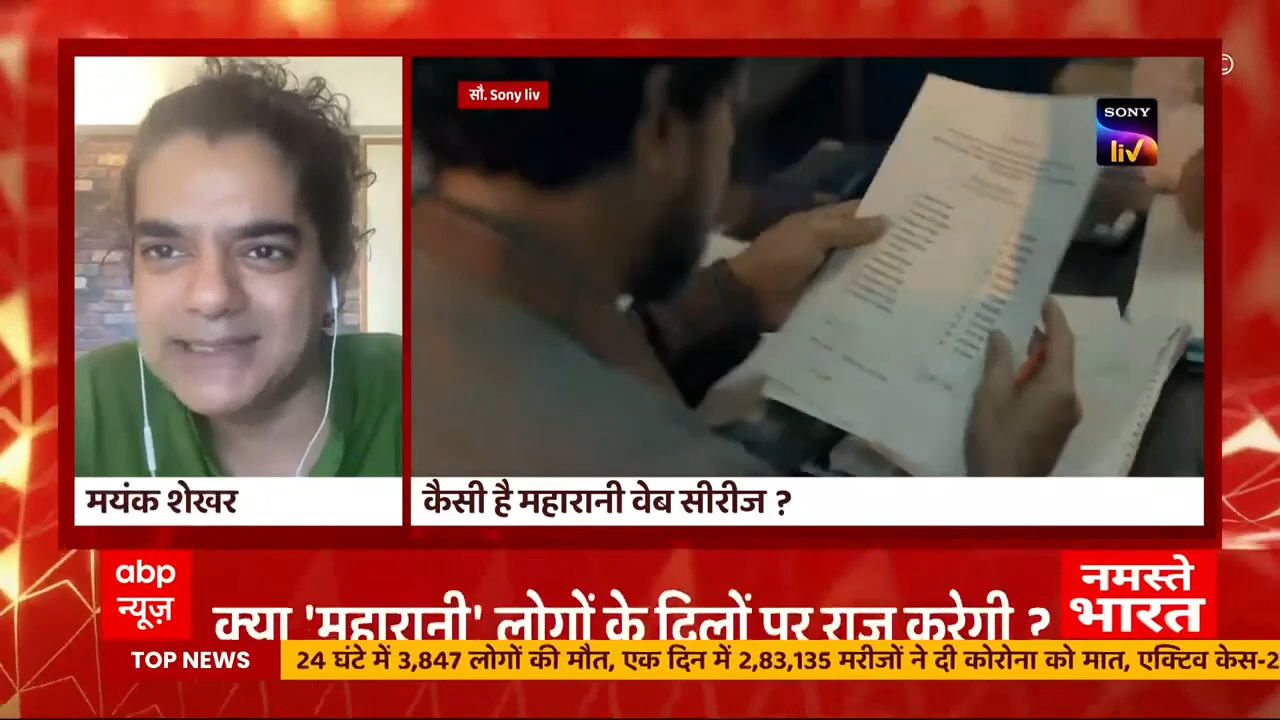 सौ. Sony liv
SONY
liv
मयंक शेखर
कैसी है महारानी वेब सीरीज ?
abp
न्यूज़
क्या 'महारानी' लोगों के दिलों पर राज करेगी ?
नमस्ते
भारत
TOP NEWS
24 घंटे में 3,847 लोगों की मौत, एक दिन में 2,83,135 मरीजों ने दी कोरोना को मात, एक्टिव केस-2